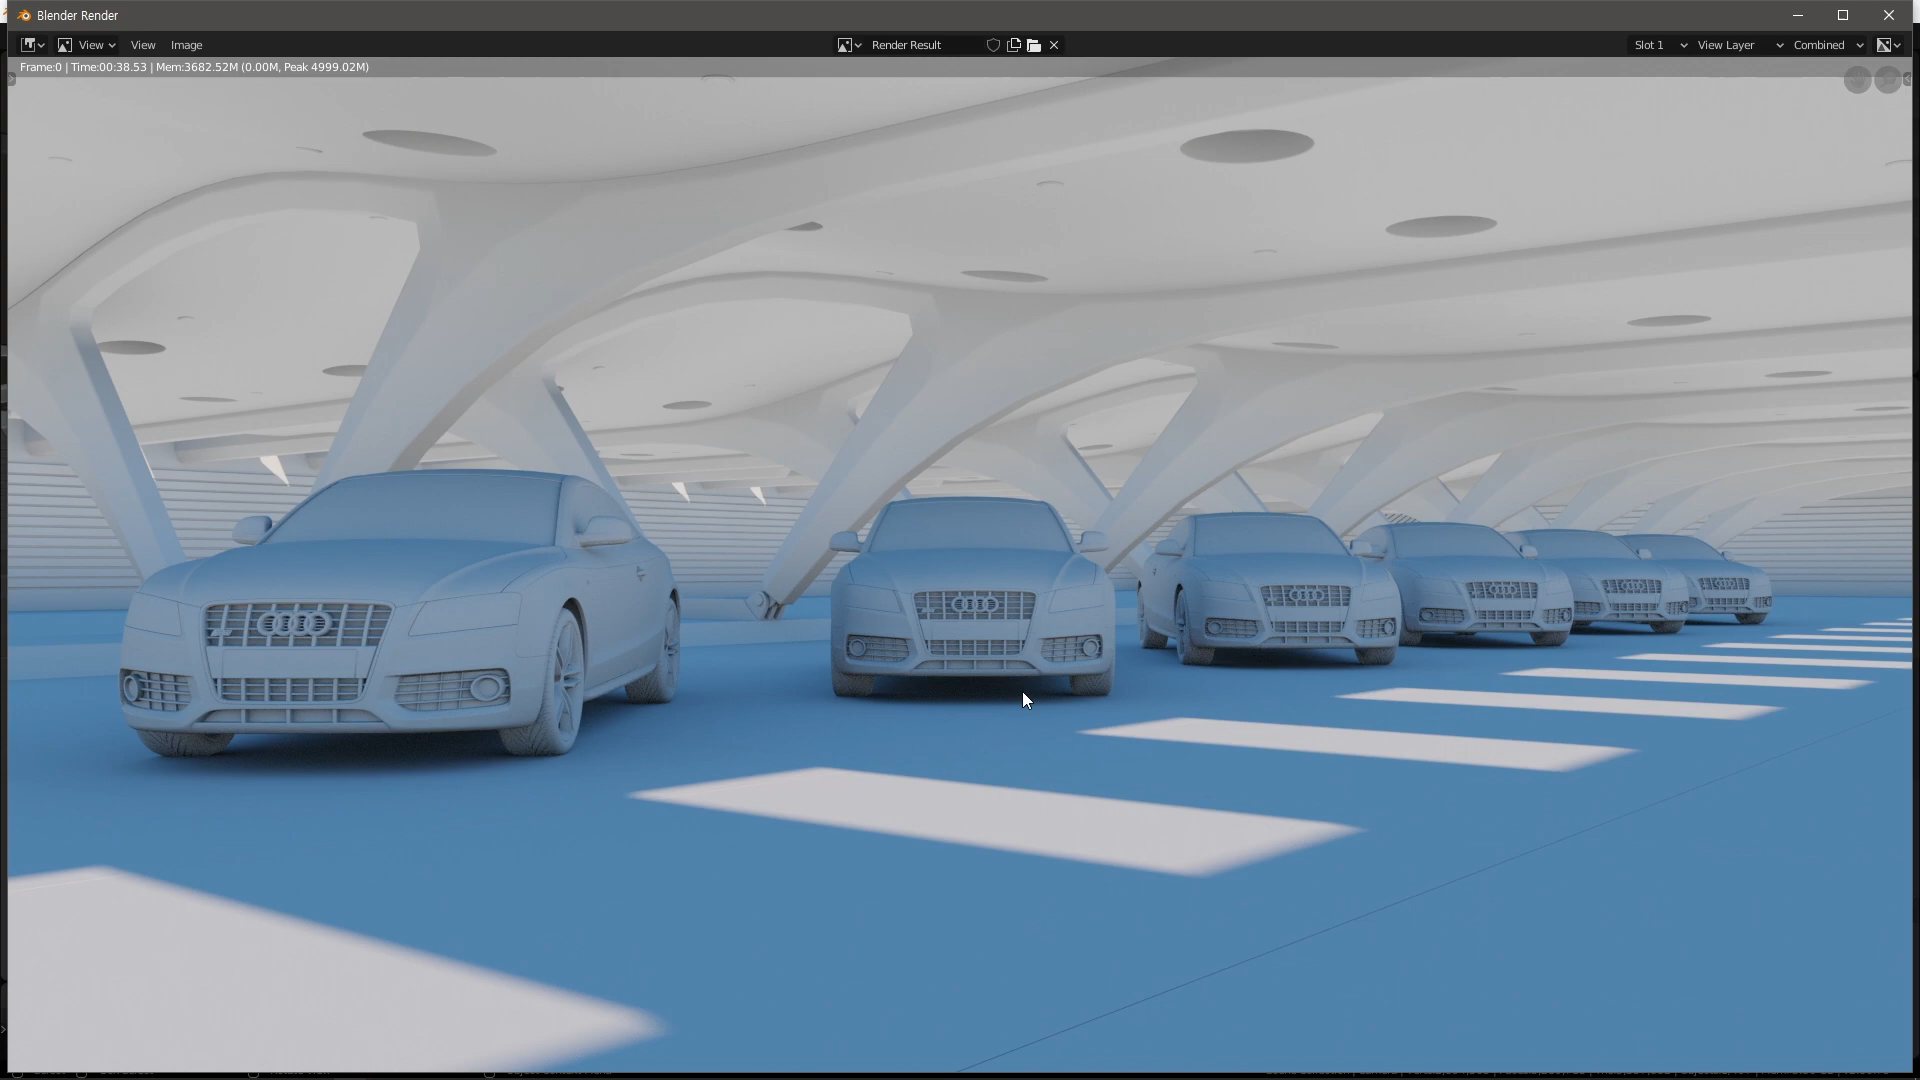 Blender Render
View View Image Render Result Slot 1 View Layer Combined
Frame:0 | Time:00:38.53 | Mem:3682.52M (0.00M, Peak 4999.02M)